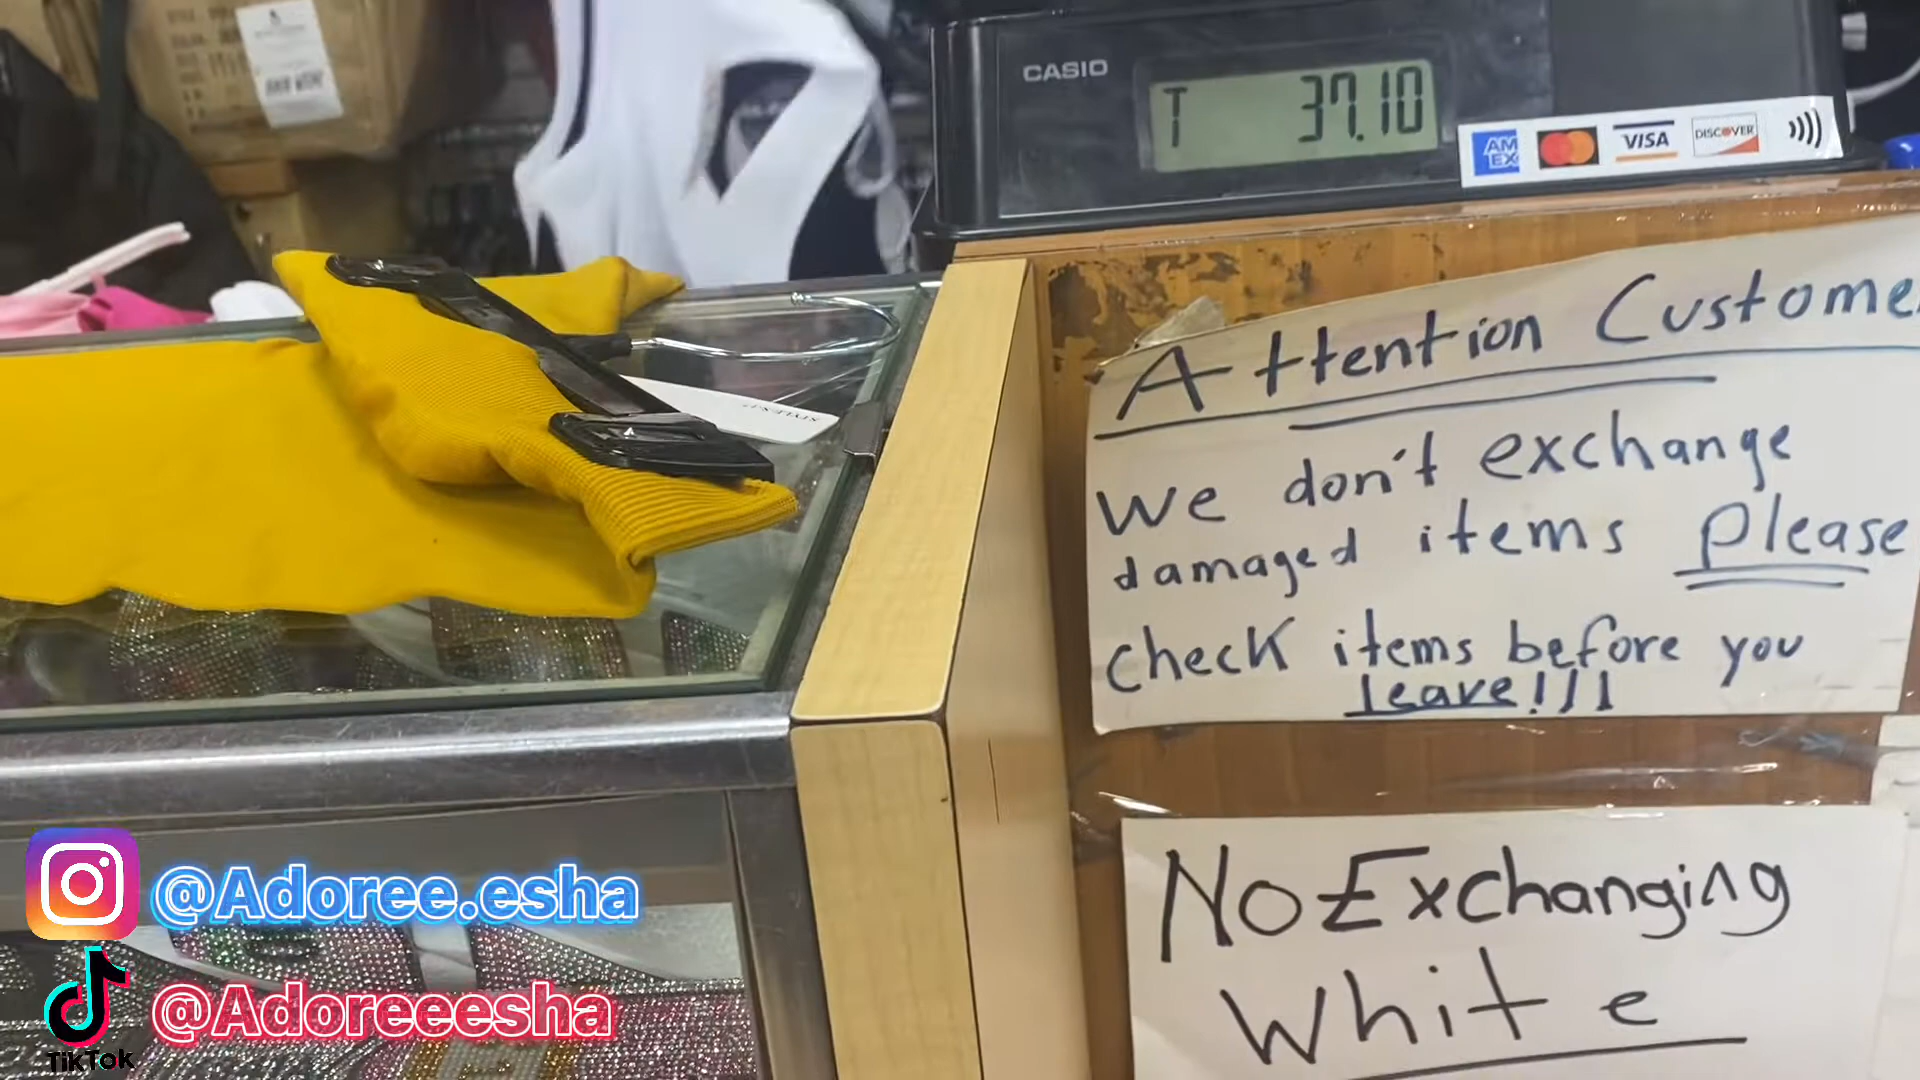 CASIO
T 37.10
AM
EX
VISA
DISCOVER
Attention Custome
We don't exchange
damaged items Please
check items before you
leave!!!
No Exchanging
White
@Adoree.esha
@Adoreeesha
TikTok